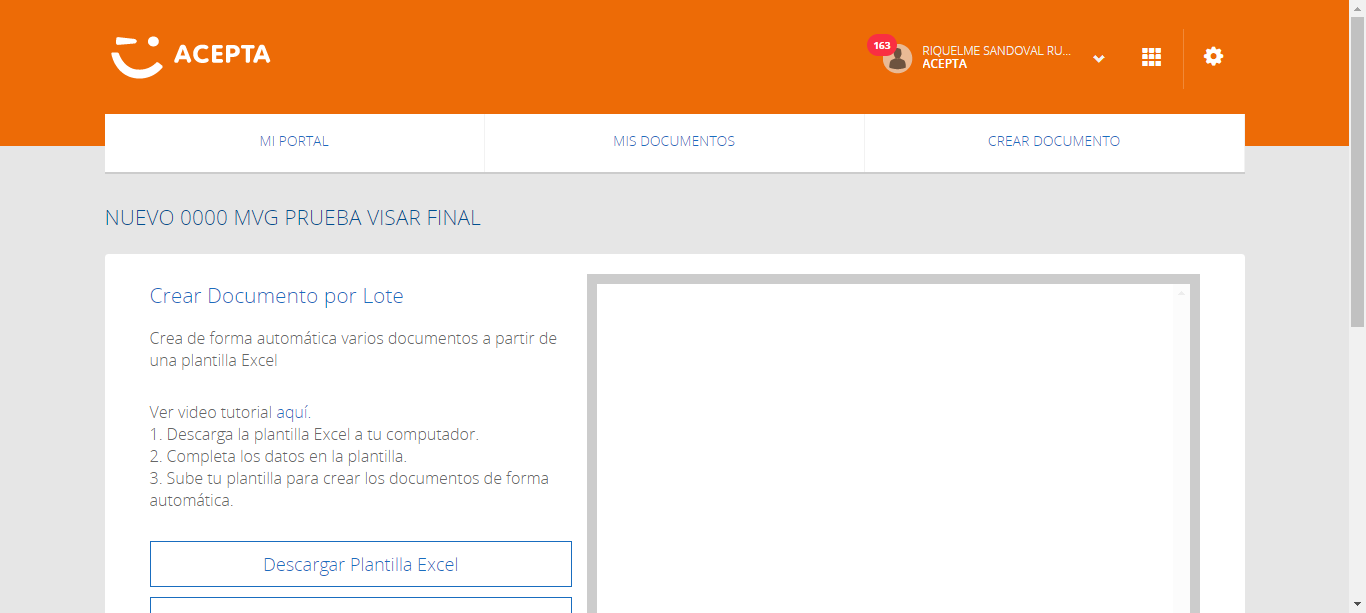 ACEPTA
163
RIQUELME SANDOVAL RU...
ACEPTA
MI PORTAL
MIS DOCUMENTOS
CREAR DOCUMENTO
NUEVO 0000 MVG PRUEBA VISAR FINAL
Crear Documento por Lote
Crea de forma automática varios documentos a partir de
una plantilla Excel
Ver video tutorial aquí.
1. Descarga la plantilla Excel a tu computador.
2. Completa los datos en la plantilla.
3. Sube tu plantilla para crear los documentos de forma
automática.
Descargar Plantilla Excel